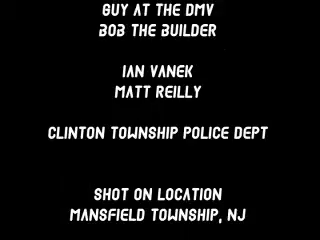 GUY AT THE DMV
BOB THE BUILDER
IAN VANEK
MATT REILLY
CLINTON TOWNSHIP POLICE DEPT
SHOT ON LOCATION
MANSFIELD TOWNSHIP, NJ